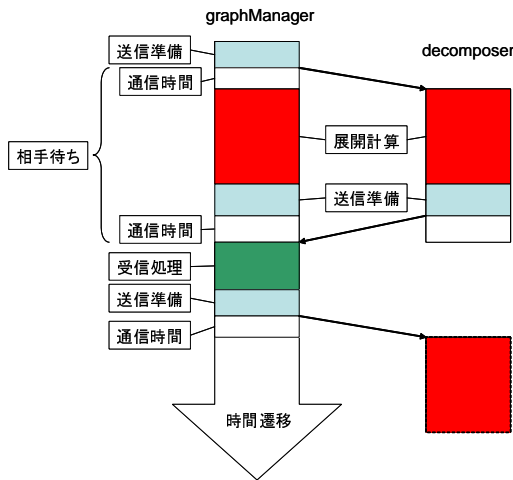 graphManager
decomposer
送信準備
通信時間
相手待ち
展開計算
送信準備
通信時間
受信処理
送信準備
通信時間
時間遷移